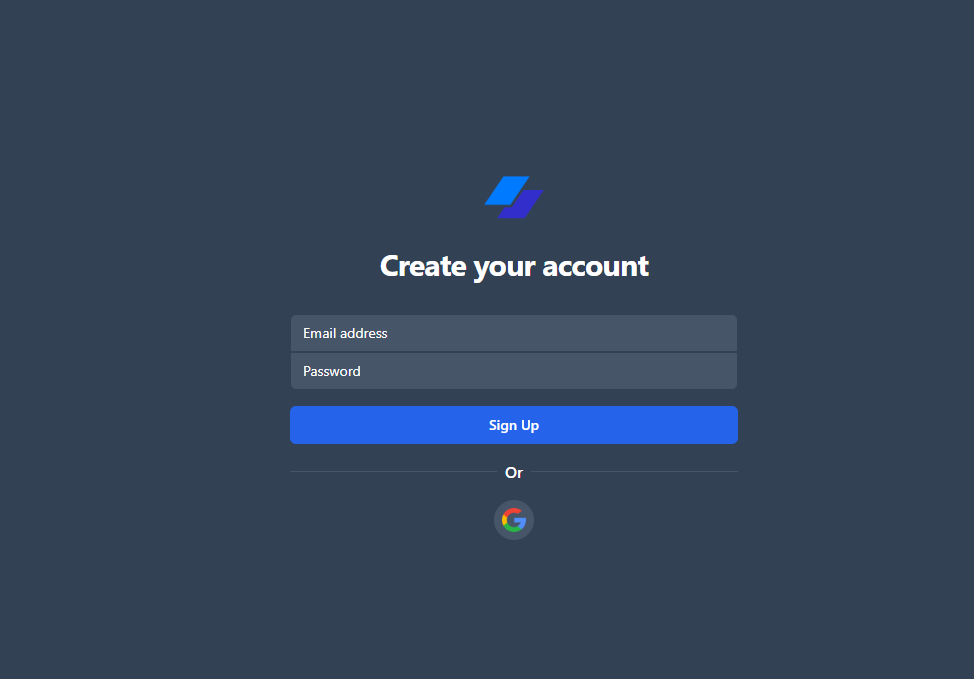 Create your account
Email address
Password
Sign Up
Or